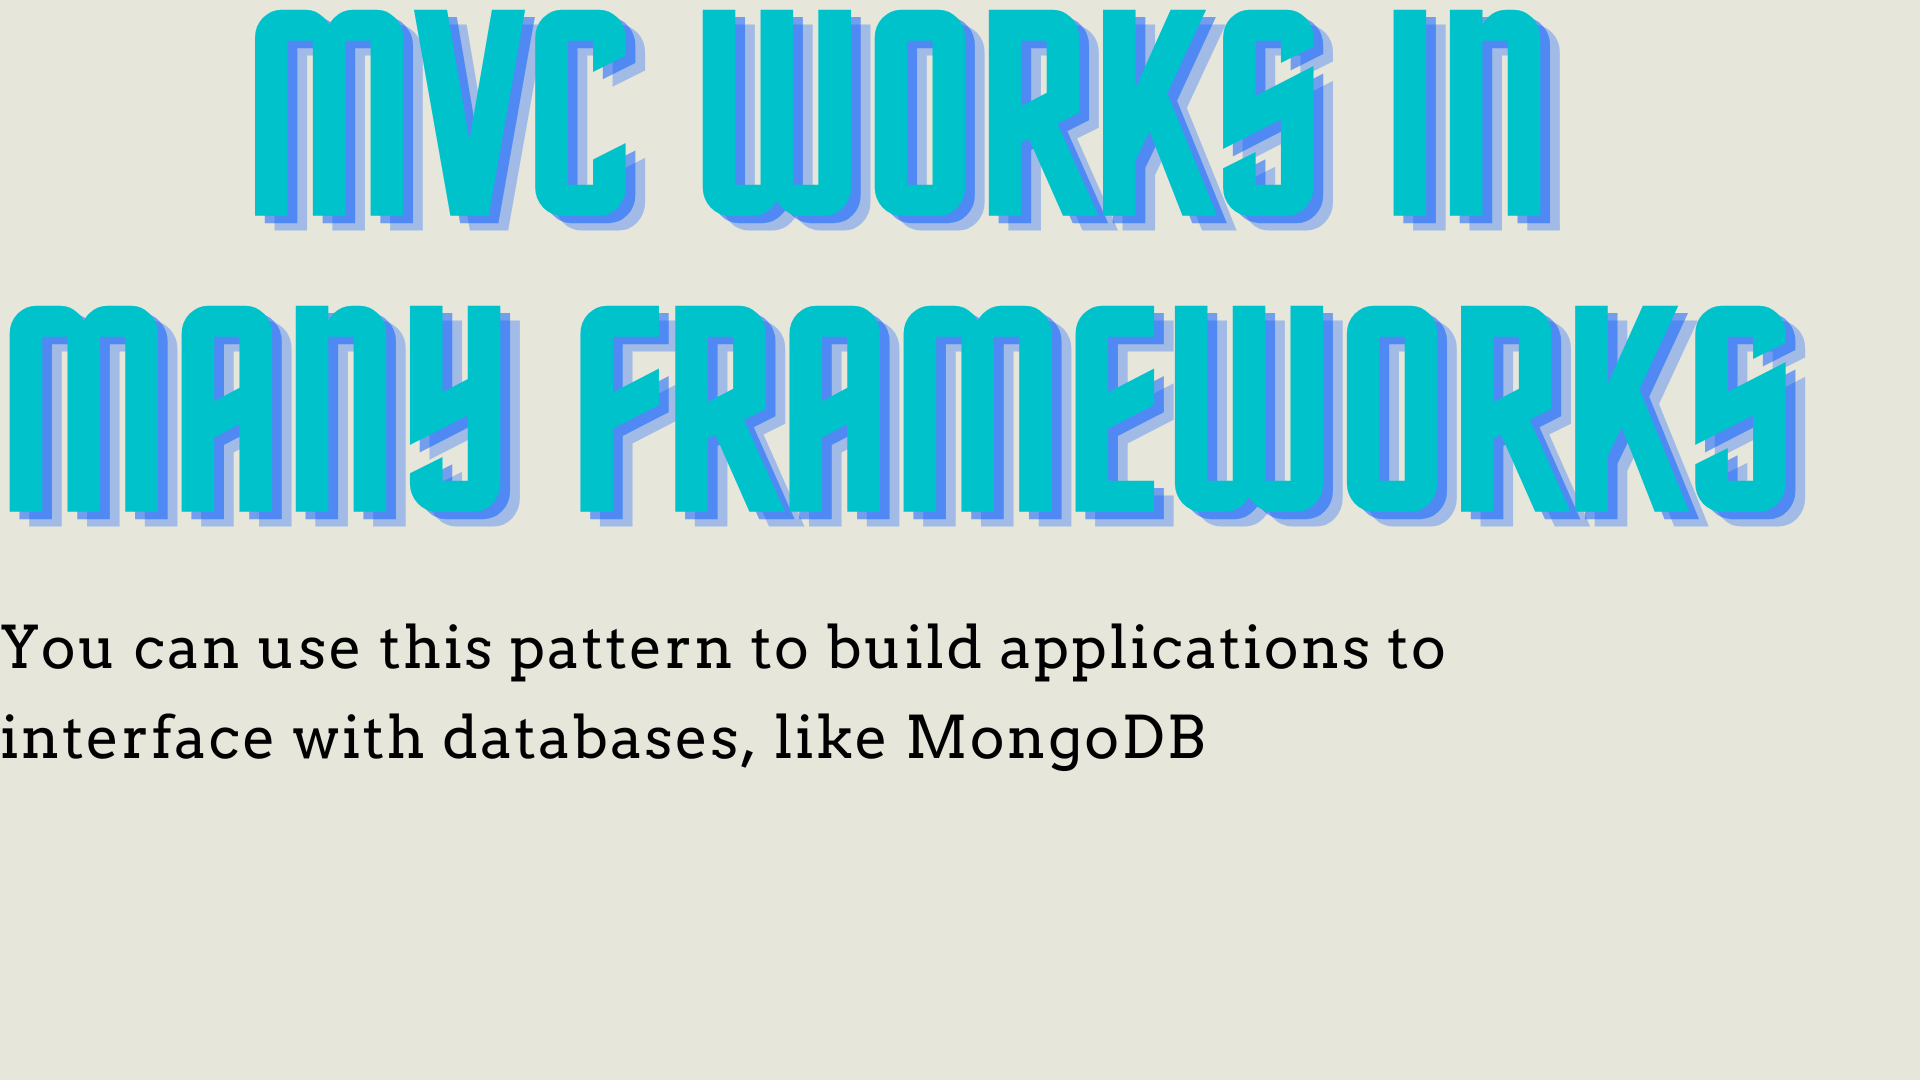 MVC WORKS IN
MANY FRAMEWORKS
You can use this pattern to build applications to
interface with databases, like MongoDB